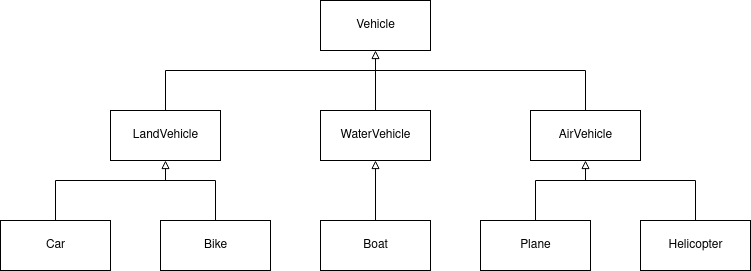 Vehicle
LandVehicle
WaterVehicle
AirVehicle
Car
Bike
Boat
Plane
Helicopter